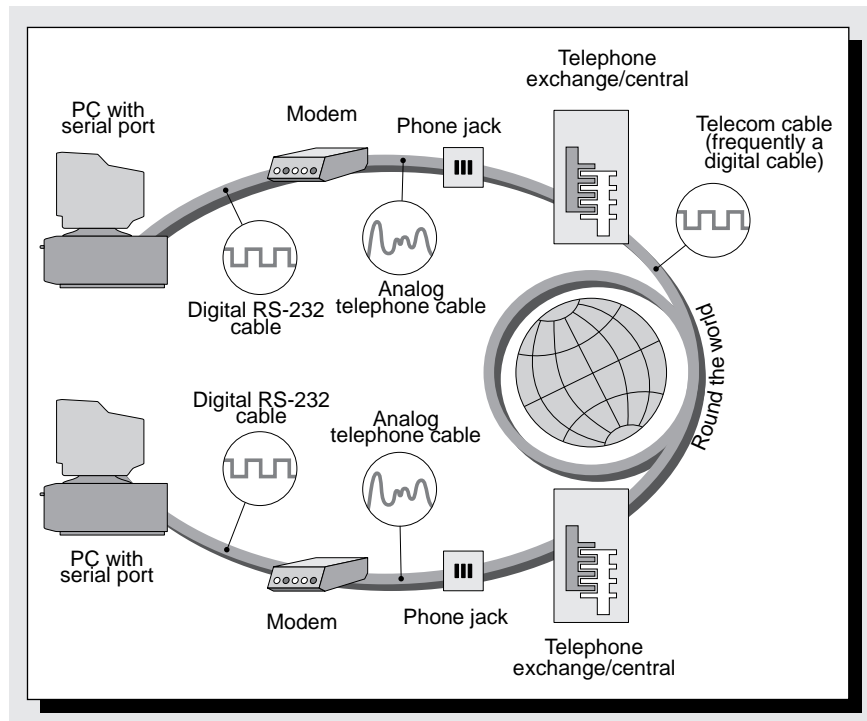 Telephone
exchange/central
PC with
serial port
Modem
Phone jack
Telecom cable
(frequently a
digital cable)
Digital RS-232
cable
Analog
telephone cable
Round the world
Digital RS-232
cable
Analog
telephone cable
PC with
serial port
Modem
Phone jack
Telephone
exchange/central